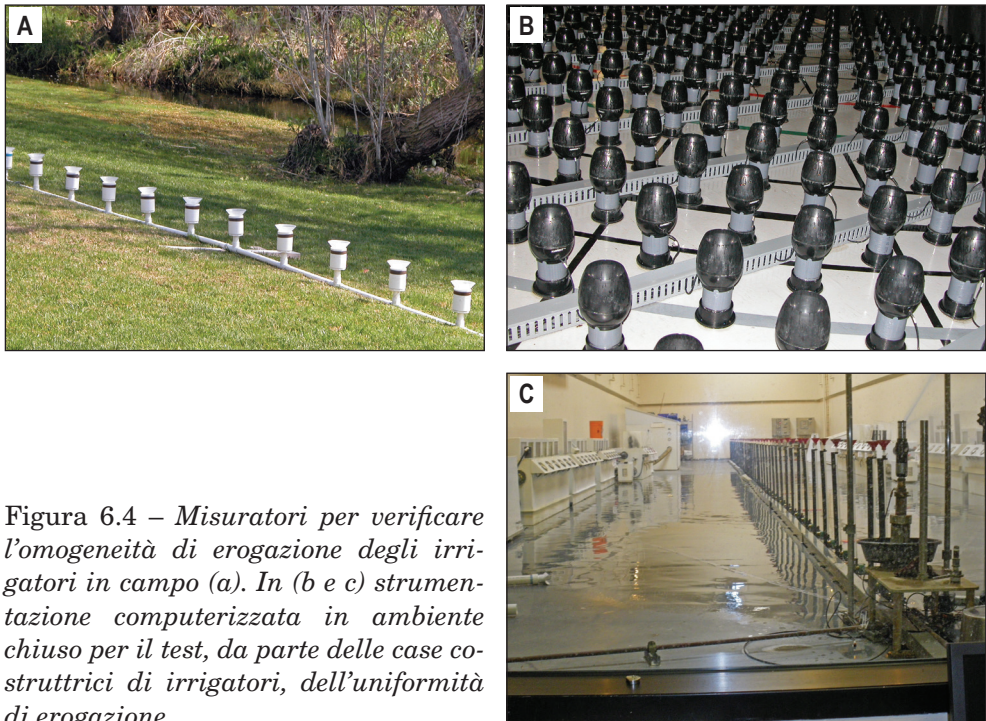 A
B
C
Figura 6.4 – Misuratori per verificare
l'omogeneità di erogazione degli irri-
gatori in campo (a). In (b e c) strumen-
tazione computerizzata in ambiente
chiuso per il test, da parte delle case co-
struttrici di irrigatori, dell'uniformità
di erogazione